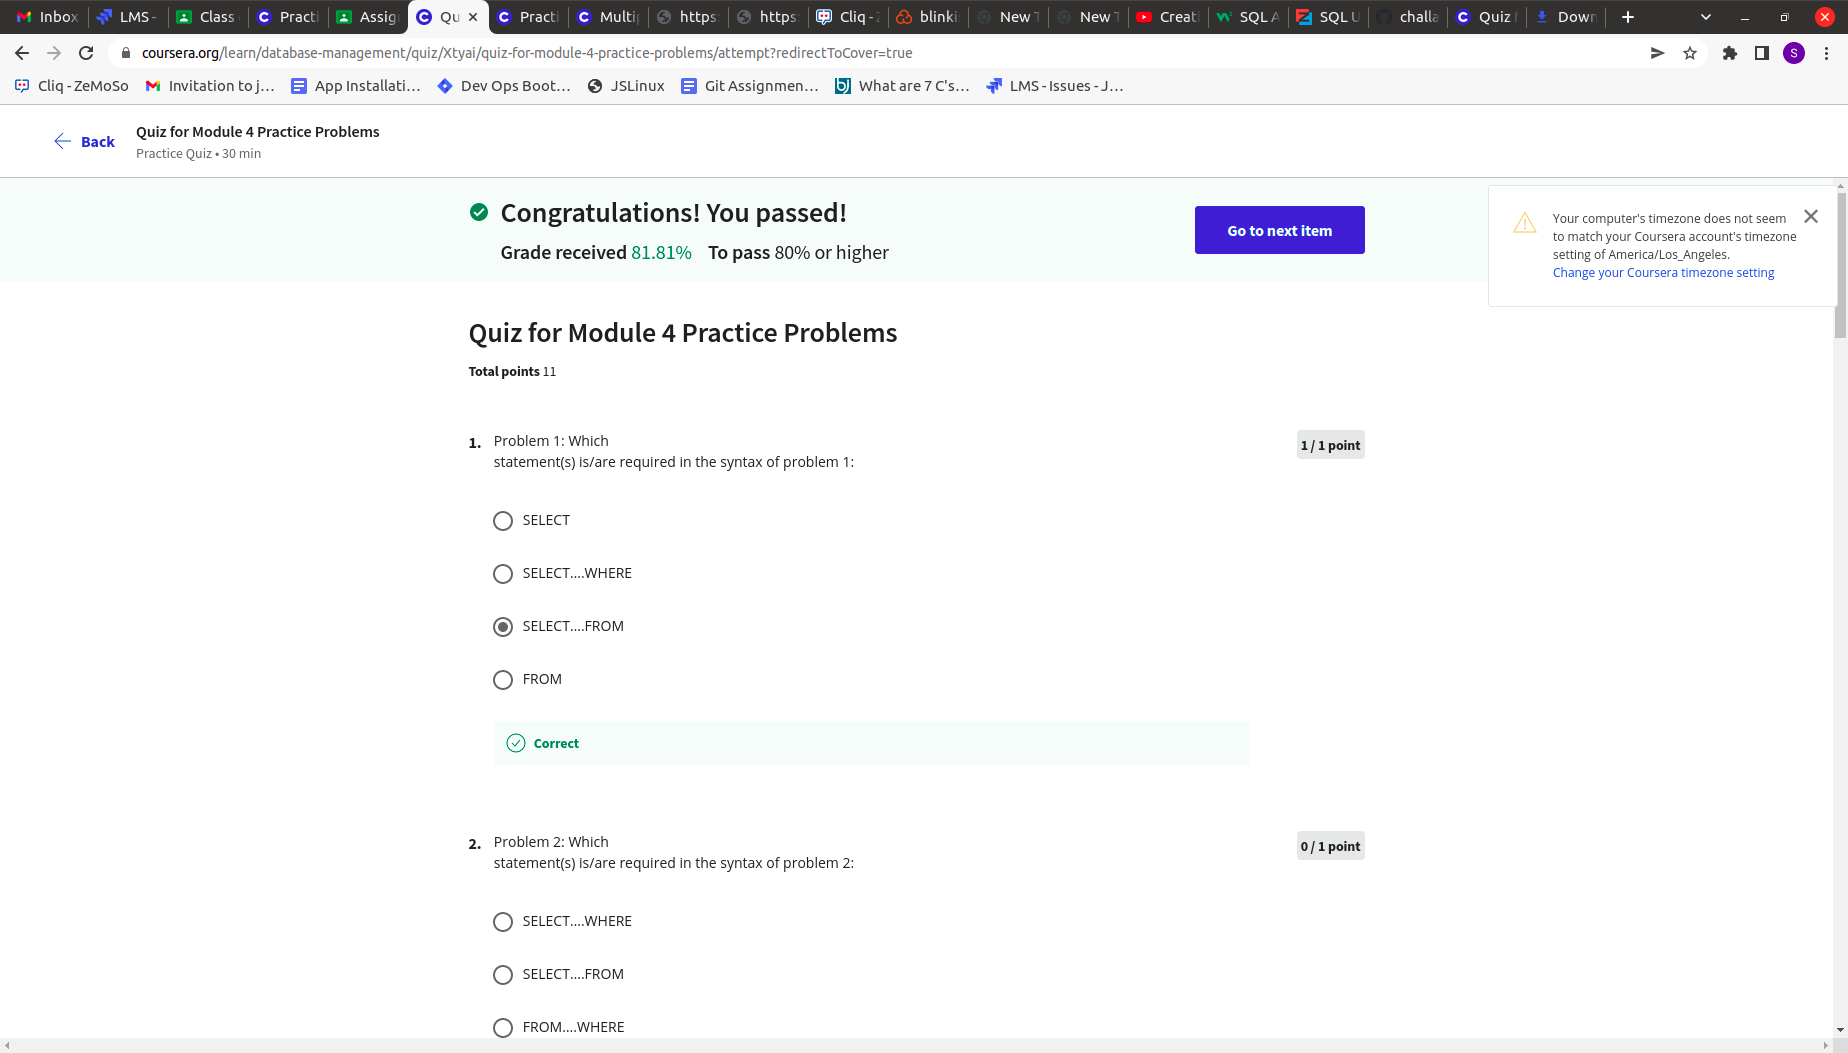 Inbox
LMS -
Class
Practi
Assig
Qu
Practi
Multi
https:
https:
Cliq - Z
blinki
New T
New T
Creati
SQL A
SQL U
challa
Quiz f
Down
coursera.org/learn/database-management/quiz/Xtyai/quiz-for-module-4-practice-problems/attempt?redirectToCover=true
S
Cliq - ZeMoSo
Invitation to j...
App Installati...
Dev Ops Boot...
JSLinux
Git Assignmen...
What are 7 C's...
LMS - Issues - J...
Back
Quiz for Module 4 Practice Problems
Practice Quiz • 30 min
Congratulations! You passed!
Grade received 81.81% To pass 80% or higher
Go to next item
Your computer's timezone does not seem
to match your Coursera account's timezone
setting of America/Los_Angeles.
Change your Coursera timezone setting
Quiz for Module 4 Practice Problems
Total points 11
1. Problem 1: Which
statement(s) is/are required in the syntax of problem 1:
1 / 1 point
SELECT
SELECT....WHERE
SELECT....FROM
FROM
Correct
2. Problem 2: Which
statement(s) is/are required in the syntax of problem 2:
0 / 1 point
SELECT....WHERE
SELECT....FROM
FROM....WHERE